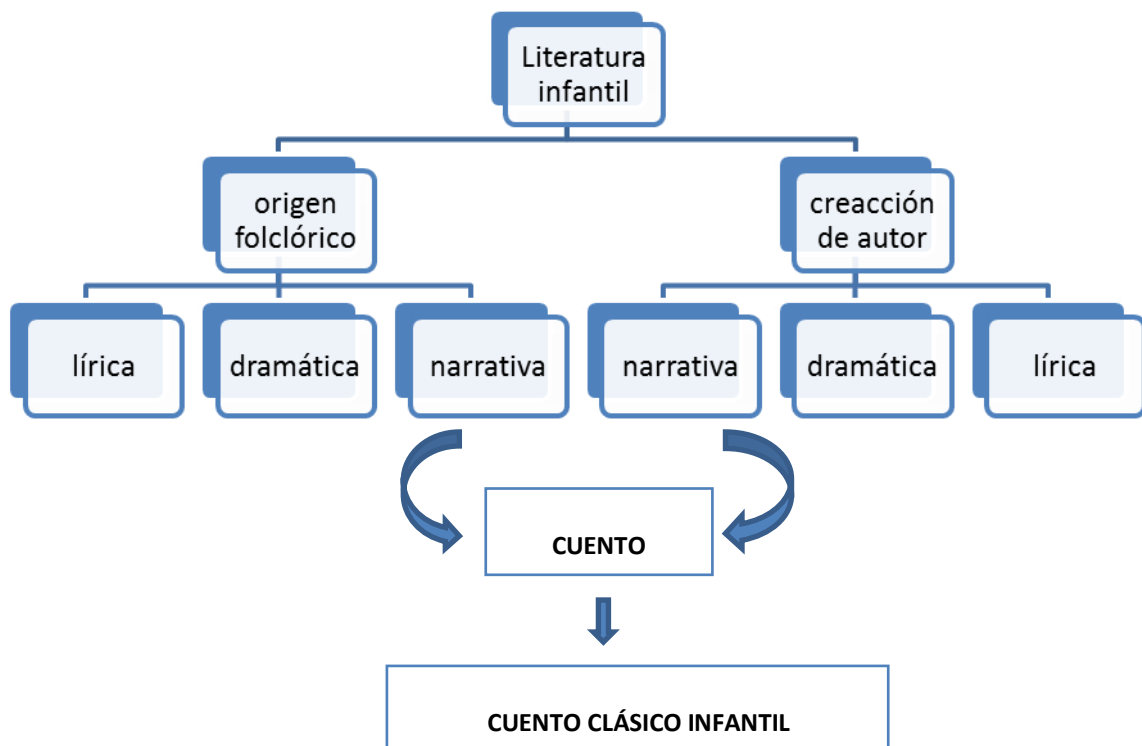 Literatura
infantil
origen
folclórico
creacción
de autor
lírica
dramática
narrativa
narrativa
dramática
lírica
CUENTO
CUENTO CLÁSICO INFANTIL